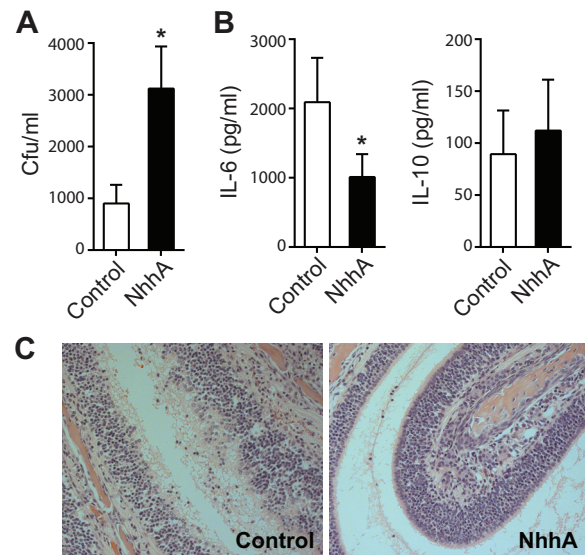 A
Cfu/ml
4000
3000
2000
1000
0
*
Control
NhhA
B
IL-6 (pg/ml)
3000
2000
1000
0
*
Control
NhhA
IL-10 (pg/ml)
200
150
100
50
0
Control
NhhA
C
Control
NhhA